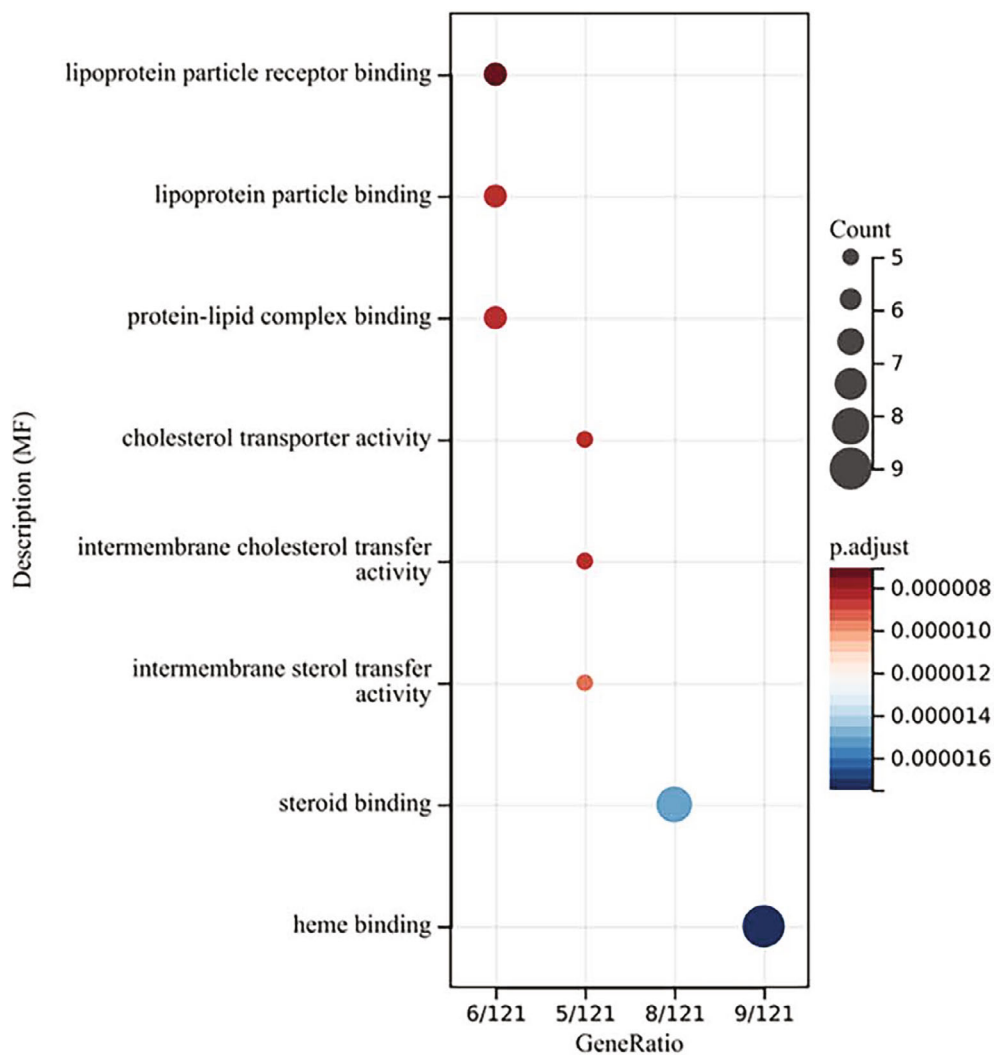 lipoprotein particle receptor binding
lipoprotein particle binding
protein-lipid complex binding
cholesterol transporter activity
intermembrane cholesterol transfer
activity
intermembrane sterol transfer
activity
steroid binding
heme binding
Description (MF)
6/121 5/121 8/121 9/121
GeneRatio
Count
5
6
7
8
9
p.adjust
0.000008
0.000010
0.000012
0.000014
0.000016